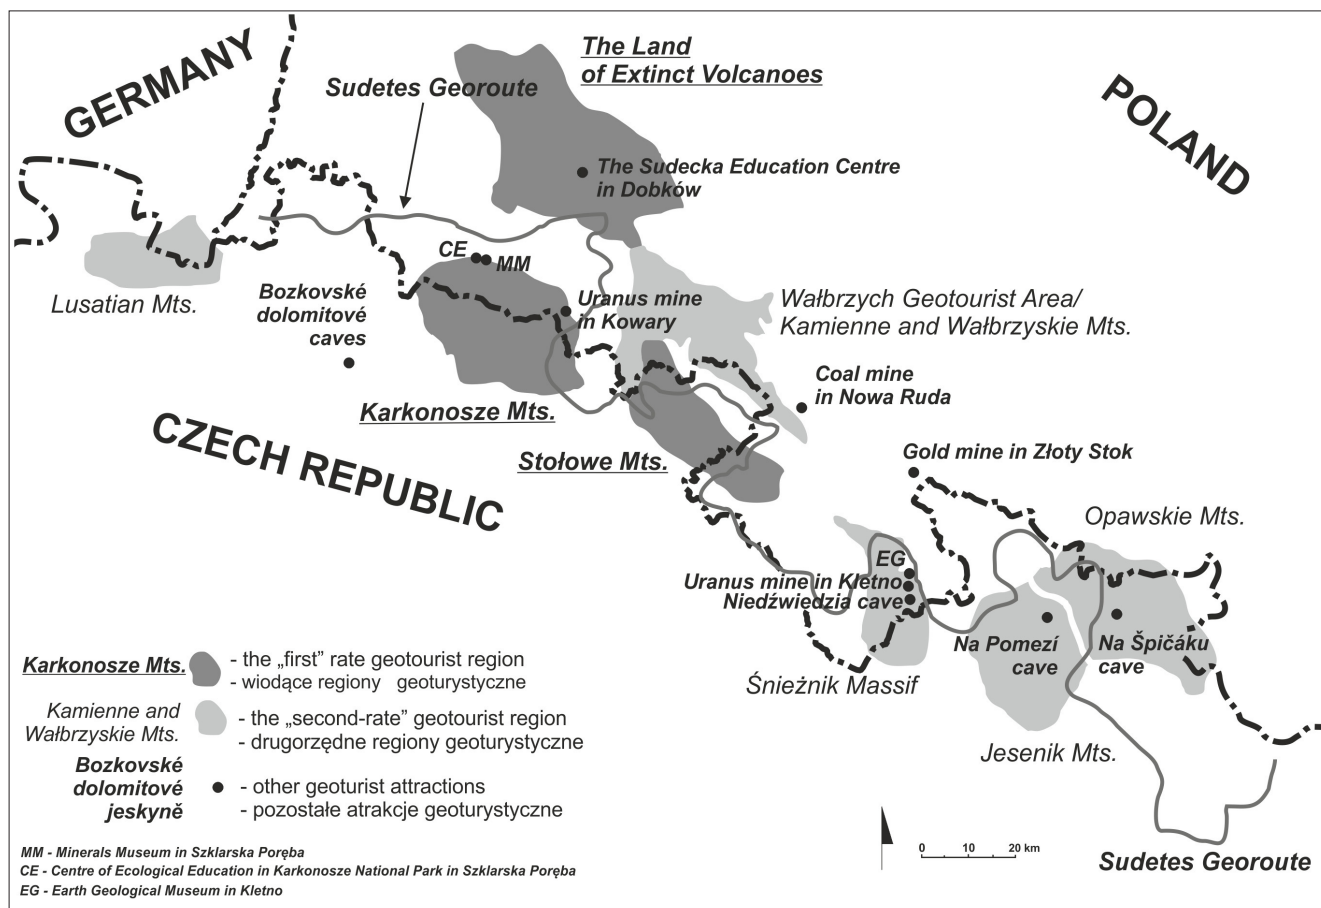 GERMANY
The Land
of Extinct Volcanoes
Sudetes Georoute
POLAND
The Sudecka Education Centre
in Dobków
CE
MM
Lusatian Mts.
Bozkovské
dolomitové
caves
Uranus mine
in Kowary
Wałbrzych Geotourist Area/
Kamienne and Wałbrzyskie Mts.
Coal mine
in Nowa Ruda
Karkonosze Mts.
CZECH REPUBLIC
Stołowe Mts.
Gold mine in Złoty Stok
Opawskie Mts.
EG
Uranus mine in Kletno
Niedźwiedzia cave
Na Pomezí
cave
Na Špičáku
cave
Śnieżnik Massif
Jesenik Mts.
Karkonosze Mts.
- the „first” rate geotourist region
- wiodące regiony geoturystyczne
Kamienne and
Wałbrzyskie Mts.
- the „second-rate” geotourist region
- drugorzędne regiony geoturystyczne
Bozkovské
dolomitové
jeskyně
- other geoturist attractions
- pozostałe atrakcje geoturystyczne
MM - Minerals Museum in Szklarska Poręba
CE - Centre of Ecological Education in Karkonosze National Park in Szklarska Poręba
EG - Earth Geological Museum in Kletno
0 10 20 km
Sudetes Georoute